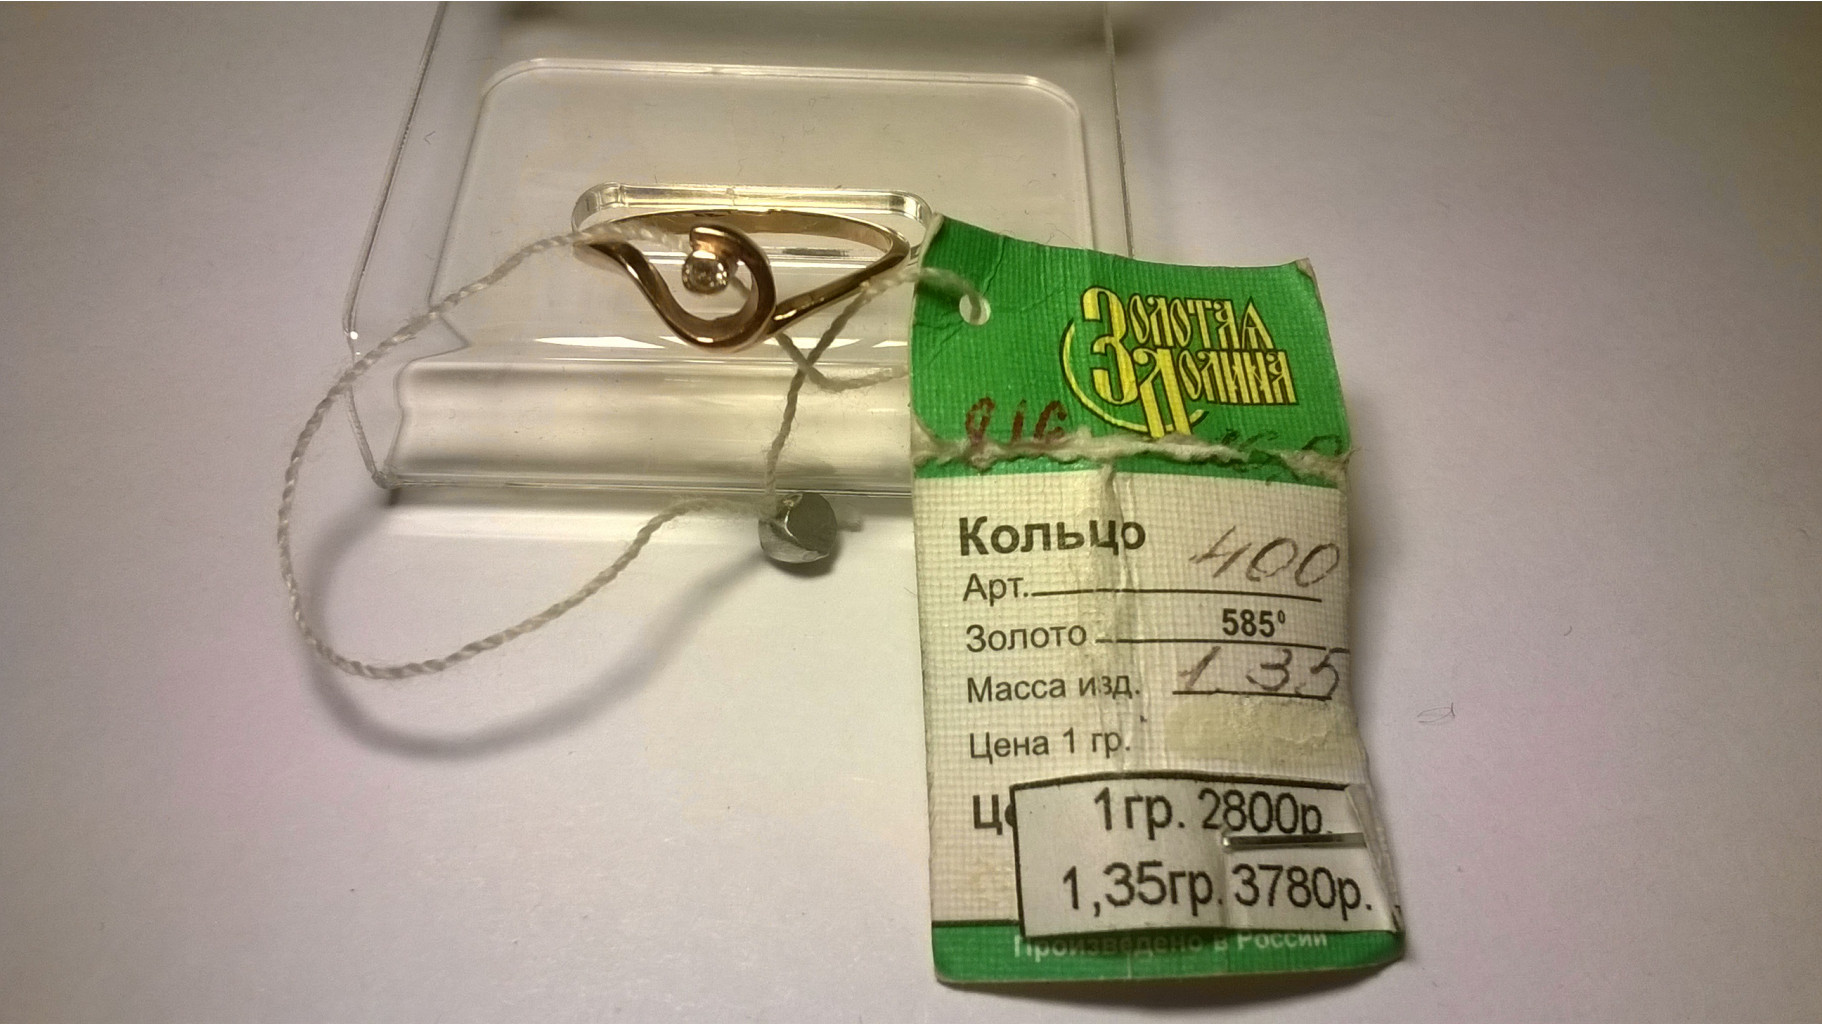 Золотая
Долина
Кольцо
Арт. 400
Золото 585⁰
Масса изд. 1.35
Цена 1 гр.
1гр. 2800р.
1,35гр. 3780р.
Произведено в России